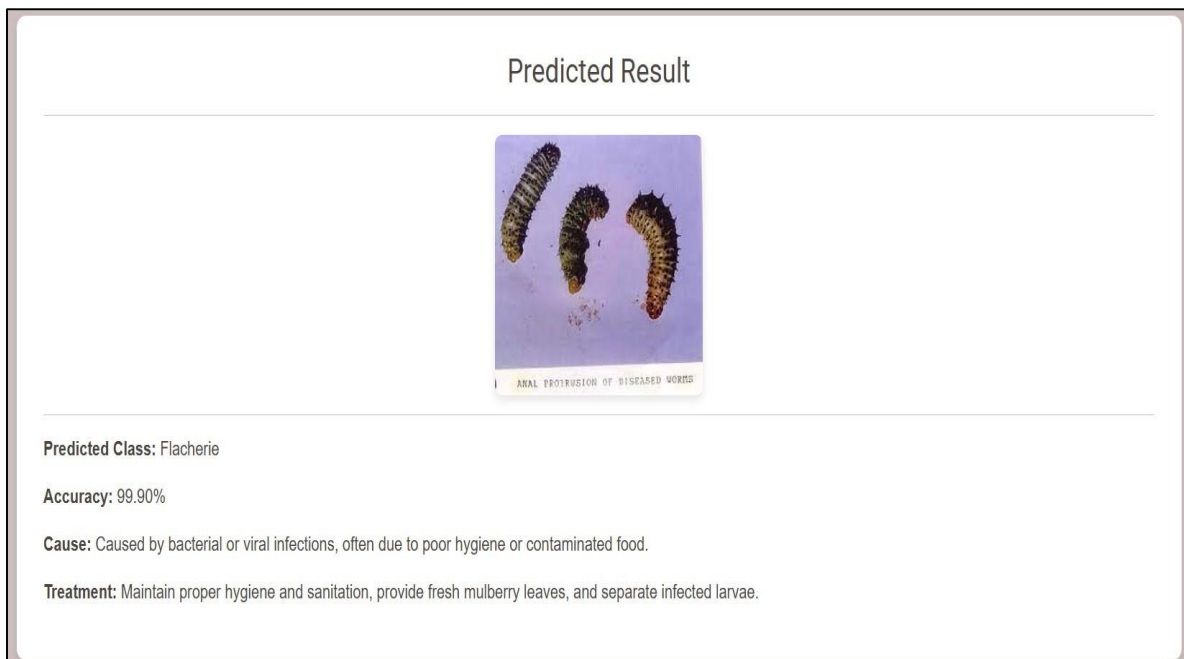 Predicted Result
ANAL PROTRUSION OF DISEASED WORMS
Predicted Class: Flacherie
Accuracy: 99.90%
Cause: Caused by bacterial or viral infections, often due to poor hygiene or contaminated food.
Treatment: Maintain proper hygiene and sanitation, provide fresh mulberry leaves, and separate infected larvae.